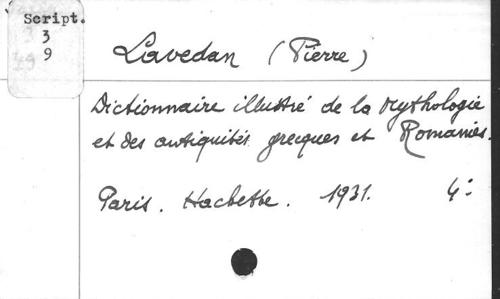 Script.
3
9
Lavedan (Pierre)
Dictionnaire illustré de la Mythologie
et des antiquités grecques et Romaines.
Paris. Hachette. 1931. 4º